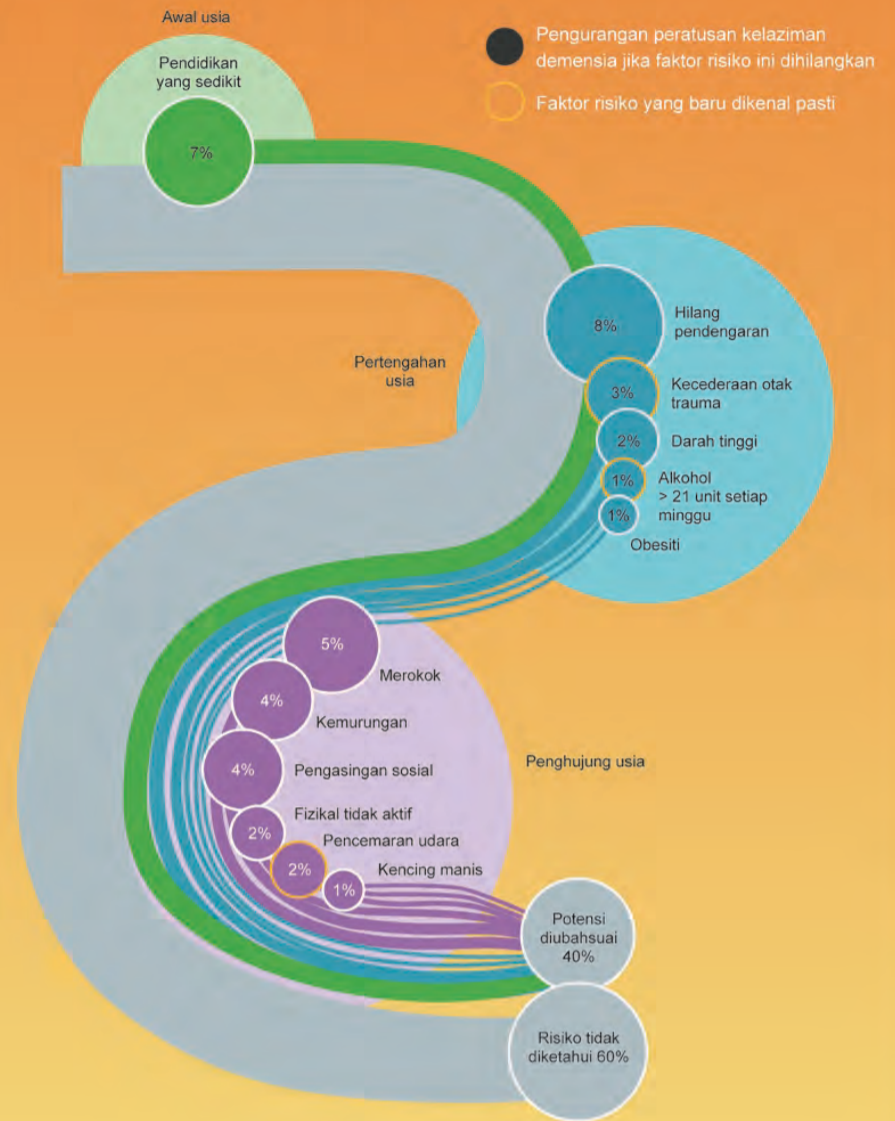 Awal usia
Pendidikan
yang sedikit
7%
Pengurangan peratusan kelaziman
demensia jika faktor risiko ini dihilangkan
Faktor risiko yang baru dikenal pasti
Pertengahan
usia
8%
Hilang
pendengaran
3%
Kecederaan otak
trauma
2%
Darah tinggi
1%
Alkohol
> 21 unit setiap
minggu
1%
Obesiti
5%
Merokok
4%
Kemurungan
4%
Pengasingan sosial
Penghujung usia
2%
Fizikal tidak aktif
2%
Pencemaran udara
1%
Kencing manis
Potensi
diubahsuai
40%
Risiko tidak
diketahui 60%